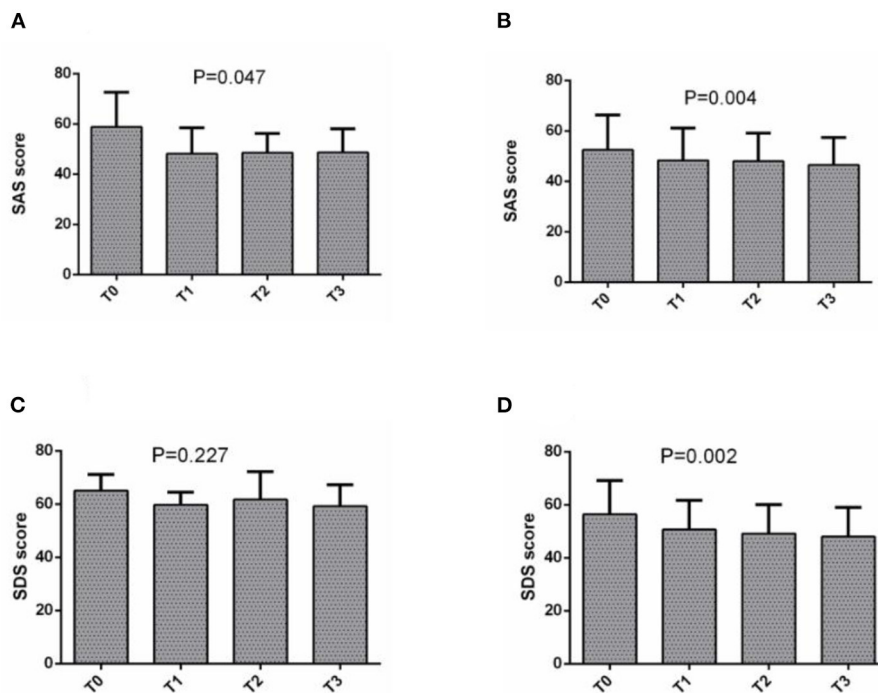 A
P=0.047
SAS score
80
60
40
20
0
T0
T1
T2
T3
B
P=0.004
SAS score
80
60
40
20
0
T0
T1
T2
T3
C
P=0.227
SDS score
80
60
40
20
0
T0
T1
T2
T3
D
P=0.002
SDS score
80
60
40
20
0
T0
T1
T2
T3